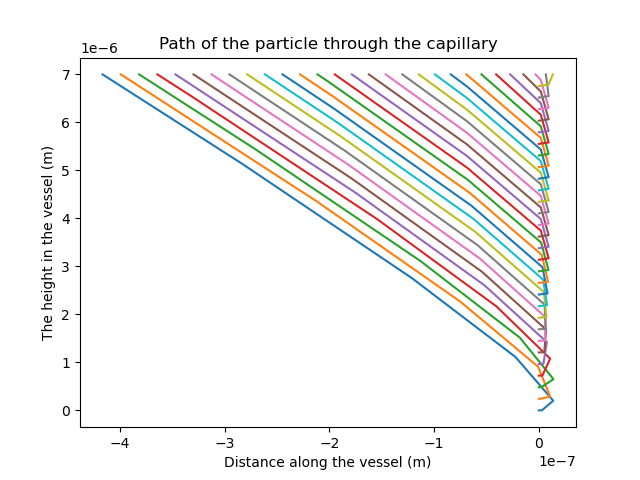 Path of the particle through the capillary
1e−6
7
6
5
4
3
2
1
0
The height in the vessel (m)
−4 −3 −2 −1 0
1e−7
Distance along the vessel (m)